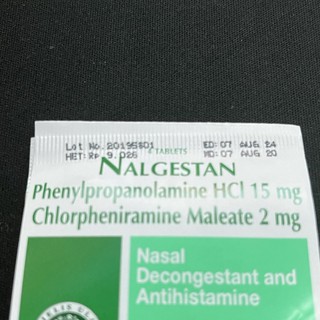 Lot No. 20195801
4 TABLETS
ED: 07 AUG 24
HET: Rp 9.026
MD: 07 AUG 20
NALGESTAN
Phenylpropanolamine HCl 15 mg
Chlorpheniramine Maleate 2 mg
Nasal
Decongestant and
Antihistamine